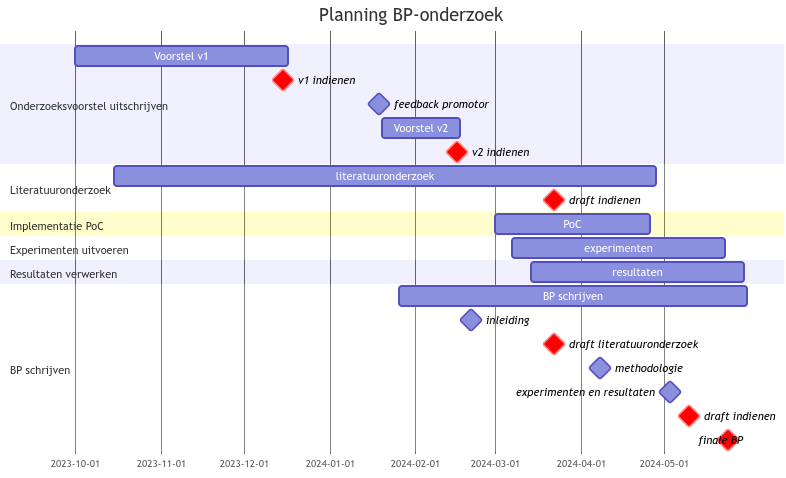 Planning BP-onderzoek
Voorstel v1
v1 indienen
Onderzoeksvoorstel uitschrijven
feedback promotor
Voorstel v2
v2 indienen
literatuuronderzoek
Literatuuronderzoek
draft indienen
PoC
Implementatie PoC
experimenten
Experimenten uitvoeren
resultaten
Resultaten verwerken
BP schrijven
inleiding
draft literatuuronderzoek
BP schrijven
methodologie
experimenten en resultaten
draft indienen
finale BP
2023-10-01 2023-11-01 2023-12-01 2024-01-01 2024-02-01 2024-03-01 2024-04-01 2024-05-01